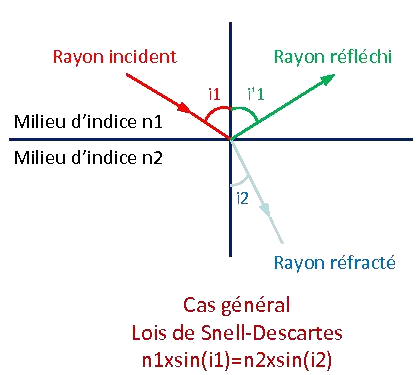 Rayon incident
Rayon réfléchi
i1
i'1
Milieu d'indice n1
Milieu d'indice n2
i2
Rayon réfracté
Cas général
Lois de Snell-Descartes
n1xsin(i1)=n2xsin(i2)